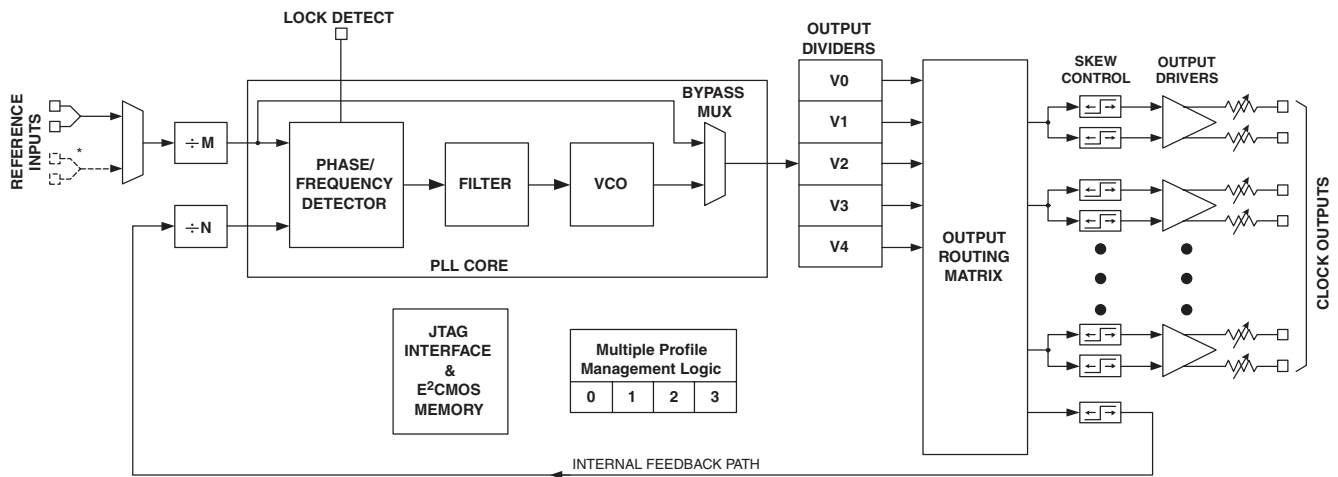 LOCK DETECT
OUTPUT
DIVIDERS
SKEW
CONTROL
OUTPUT
DRIVERS
REFERENCE
INPUTS
*
÷M
÷N
PHASE/
FREQUENCY
DETECTOR
FILTER
VCO
BYPASS
MUX
PLL CORE
V0
V1
V2
V3
V4
OUTPUT
ROUTING
MATRIX
CLOCK OUTPUTS
JTAG
INTERFACE
&
E²CMOS
MEMORY
Multiple Profile
Management Logic
0 1 2 3
INTERNAL FEEDBACK PATH